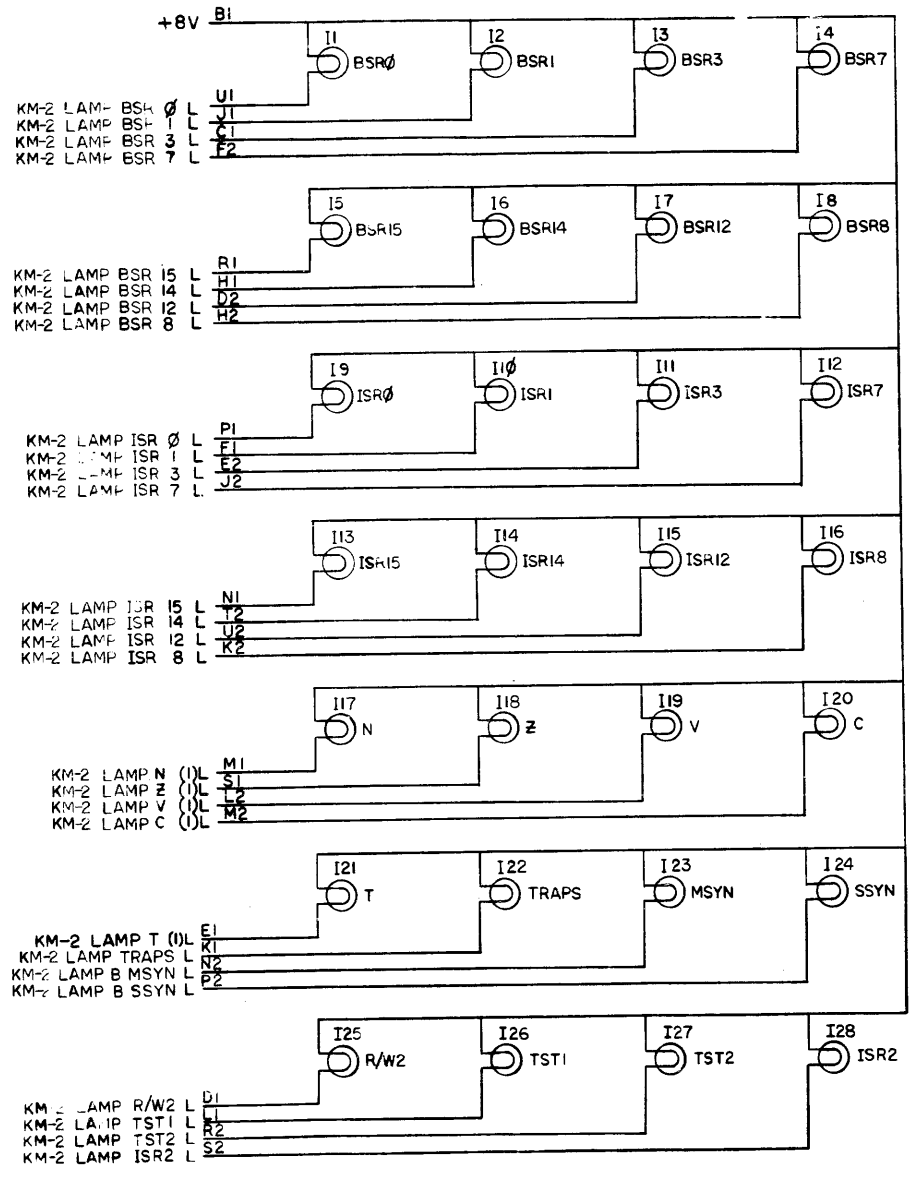 +8V B1
I1 I2 I3 I4
BSRØ BSR1 BSR3 BSR7
KM-2 LAMP BSR Ø L U1
KM-2 LAMP BSR 1 L J1
KM-2 LAMP BSR 3 L C1
KM-2 LAMP BSR 7 L F2
I5 I6 I7 I8
BSR15 BSR14 BSR12 BSR8
KM-2 LAMP BSR 15 L R1
KM-2 LAMP BSR 14 L H1
KM-2 LAMP BSR 12 L D2
KM-2 LAMP BSR 8 L H2
I9 I1Ø I11 I12
ISRØ ISR1 ISR3 ISR7
KM-2 LAMP ISR Ø L P1
KM-2 LAMP ISR 1 L F1
KM-2 LAMP ISR 3 L E2
KM-2 LAMP ISR 7 L J2
I13 I14 I15 I16
ISR15 ISR14 ISR12 ISR8
KM-2 LAMP ISR 15 L N1
KM-2 LAMP ISR 14 L T2
KM-2 LAMP ISR 12 L U2
KM-2 LAMP ISR 8 L K2
I17 I18 I19 I20
N Z V C
KM-2 LAMP N (1)L M1
KM-2 LAMP Z (1)L S1
KM-2 LAMP V (1)L L2
KM-2 LAMP C (1)L M2
I21 I22 I23 I24
T TRAPS MSYN SSYN
KM-2 LAMP T (1)L E1
KM-2 LAMP TRAPS L K1
KM-2 LAMP B MSYN L N2
KM-2 LAMP B SSYN L P2
I25 I26 I27 I28
R/W2 TST1 TST2 ISR2
KM-2 LAMP R/W2 L D1
KM-2 LAMP TST1 L L1
KM-2 LAMP TST2 L R2
KM-2 LAMP ISR2 L S2